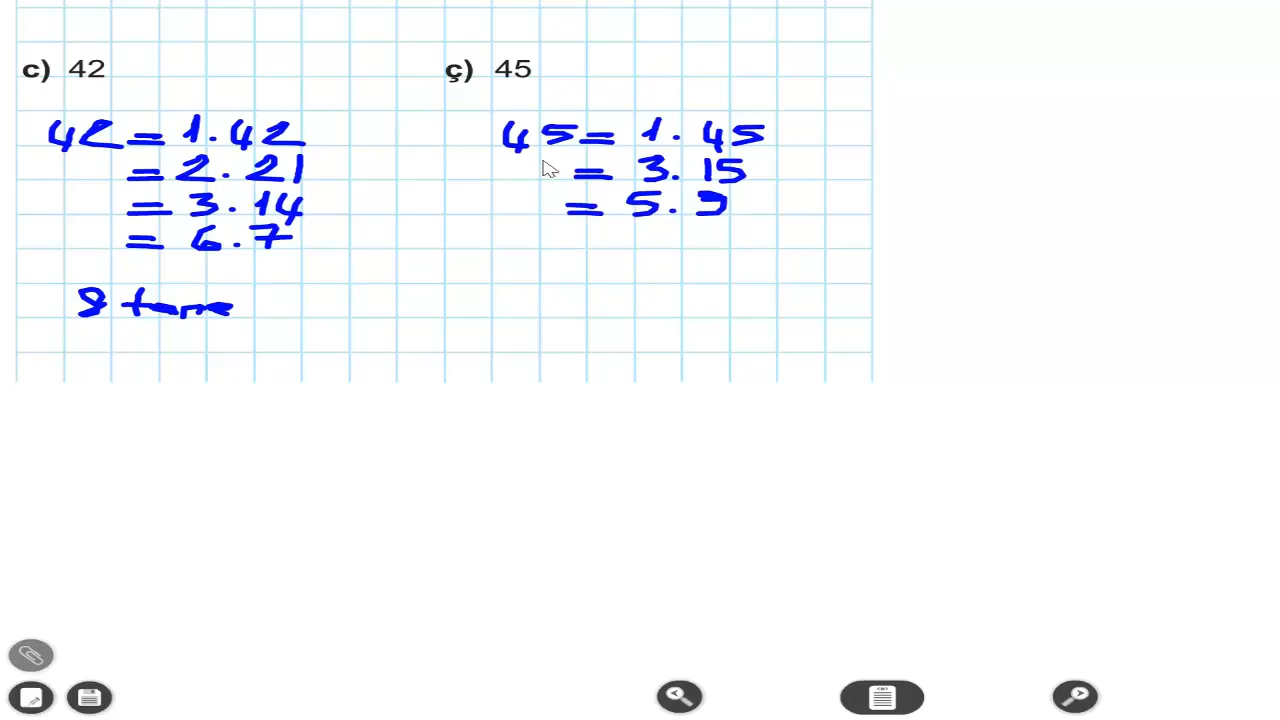 c) 42
42 = 1.42
= 2.21
= 3.14
= 6.7
8 tane
ç) 45
45 = 1.45
= 3.15
= 5.9